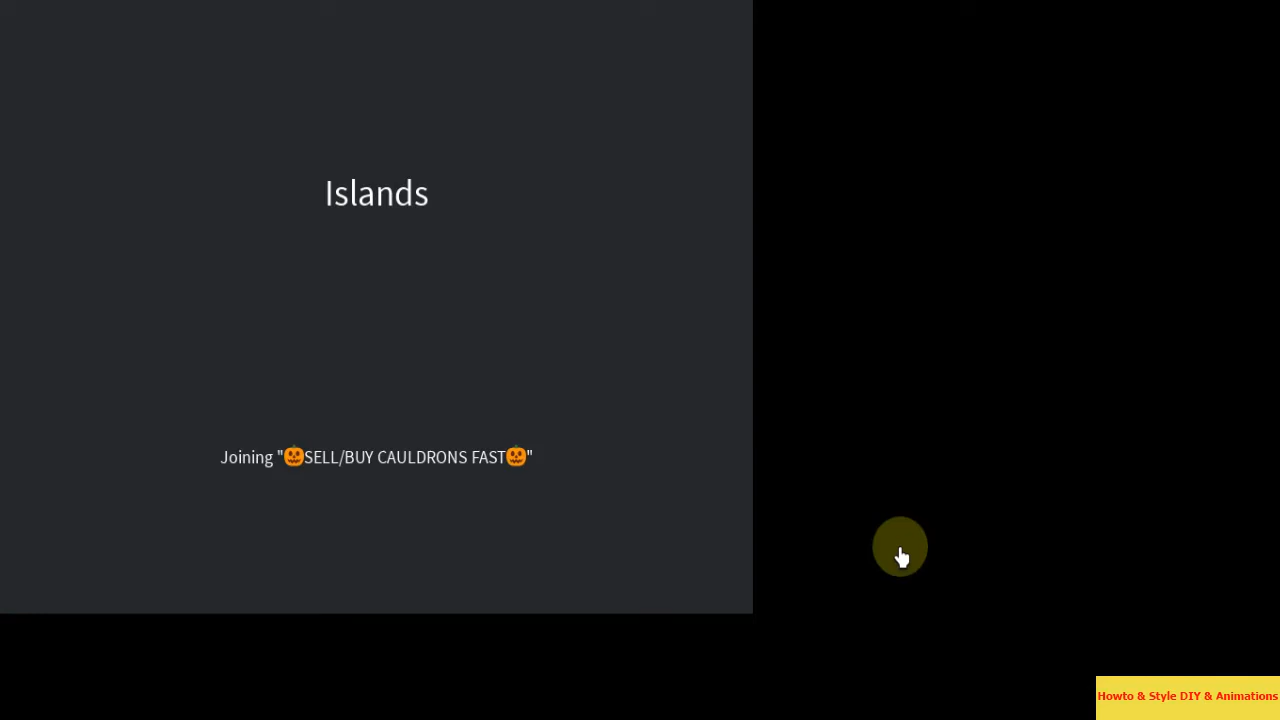 Islands
Joining "🎃SELL/BUY CAULDRONS FAST🎃"
Howto & Style DIY & Animations